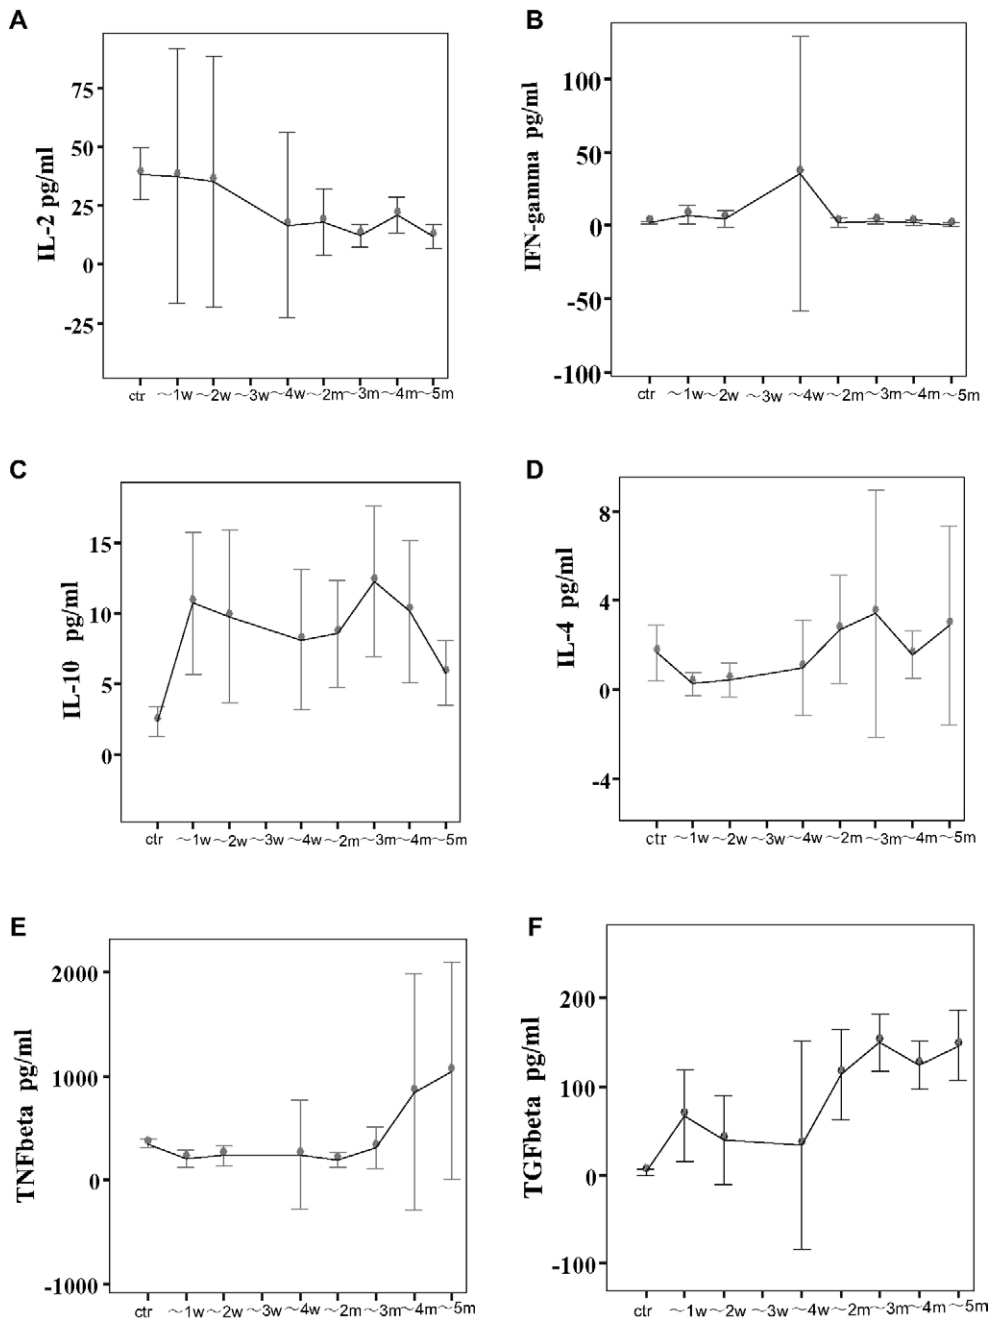 A
IL-2 pg/ml
75
50
25
0
-25
ctr ～1w ～2w ～3w ～4w ～2m ～3m ～4m ～5m
B
IFN-gamma pg/ml
100
50
0
-50
-100
ctr ～1w ～2w ～3w ～4w ～2m ～3m ～4m ～5m
C
IL-10 pg/ml
15
10
5
0
ctr ～1w ～2w ～3w ～4w ～2m ～3m ～4m ～5m
D
IL-4 pg/ml
8
4
0
-4
ctr ～1w ～2w ～3w ～4w ～2m ～3m ～4m ～5m
E
TNFbeta pg/ml
2000
1000
0
-1000
ctr ～1w ～2w ～3w ～4w ～2m ～3m ～4m ～5m
F
TGFbeta pg/ml
200
100
0
-100
ctr ～1w ～2w ～3w ～4w ～2m ～3m ～4m ～5m